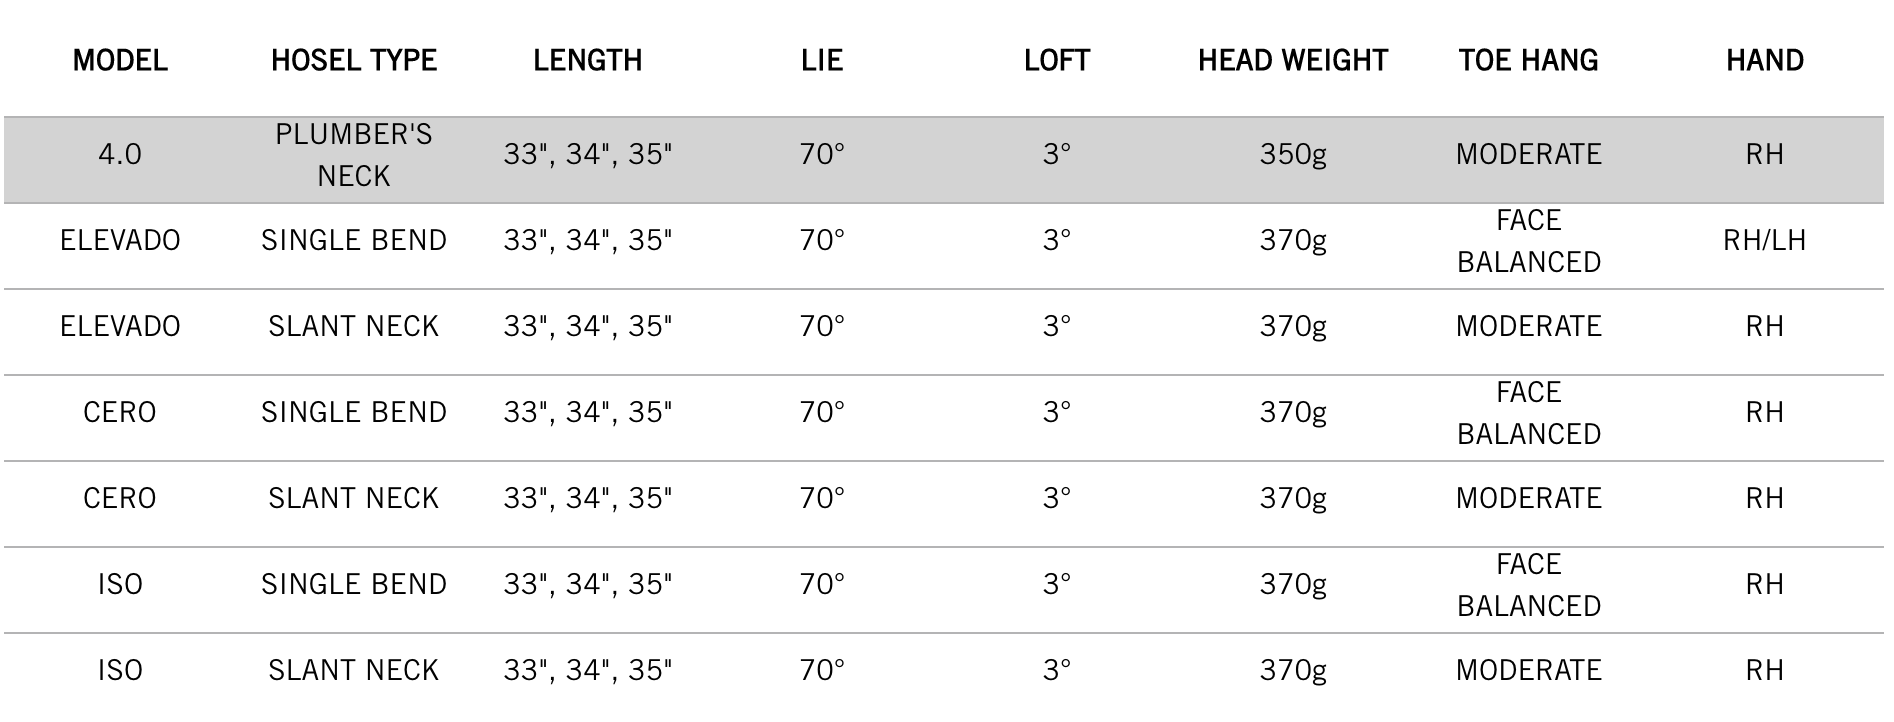 MODEL HOSEL TYPE LENGTH LIE LOFT HEAD WEIGHT TOE HANG HAND
4.0 PLUMBER'S NECK 33", 34", 35" 70° 3° 350g MODERATE RH
ELEVADO SINGLE BEND 33", 34", 35" 70° 3° 370g FACE BALANCED RH/LH
ELEVADO SLANT NECK 33", 34", 35" 70° 3° 370g MODERATE RH
CERO SINGLE BEND 33", 34", 35" 70° 3° 370g FACE BALANCED RH
CERO SLANT NECK 33", 34", 35" 70° 3° 370g MODERATE RH
ISO SINGLE BEND 33", 34", 35" 70° 3° 370g FACE BALANCED RH
ISO SLANT NECK 33", 34", 35" 70° 3° 370g MODERATE RH